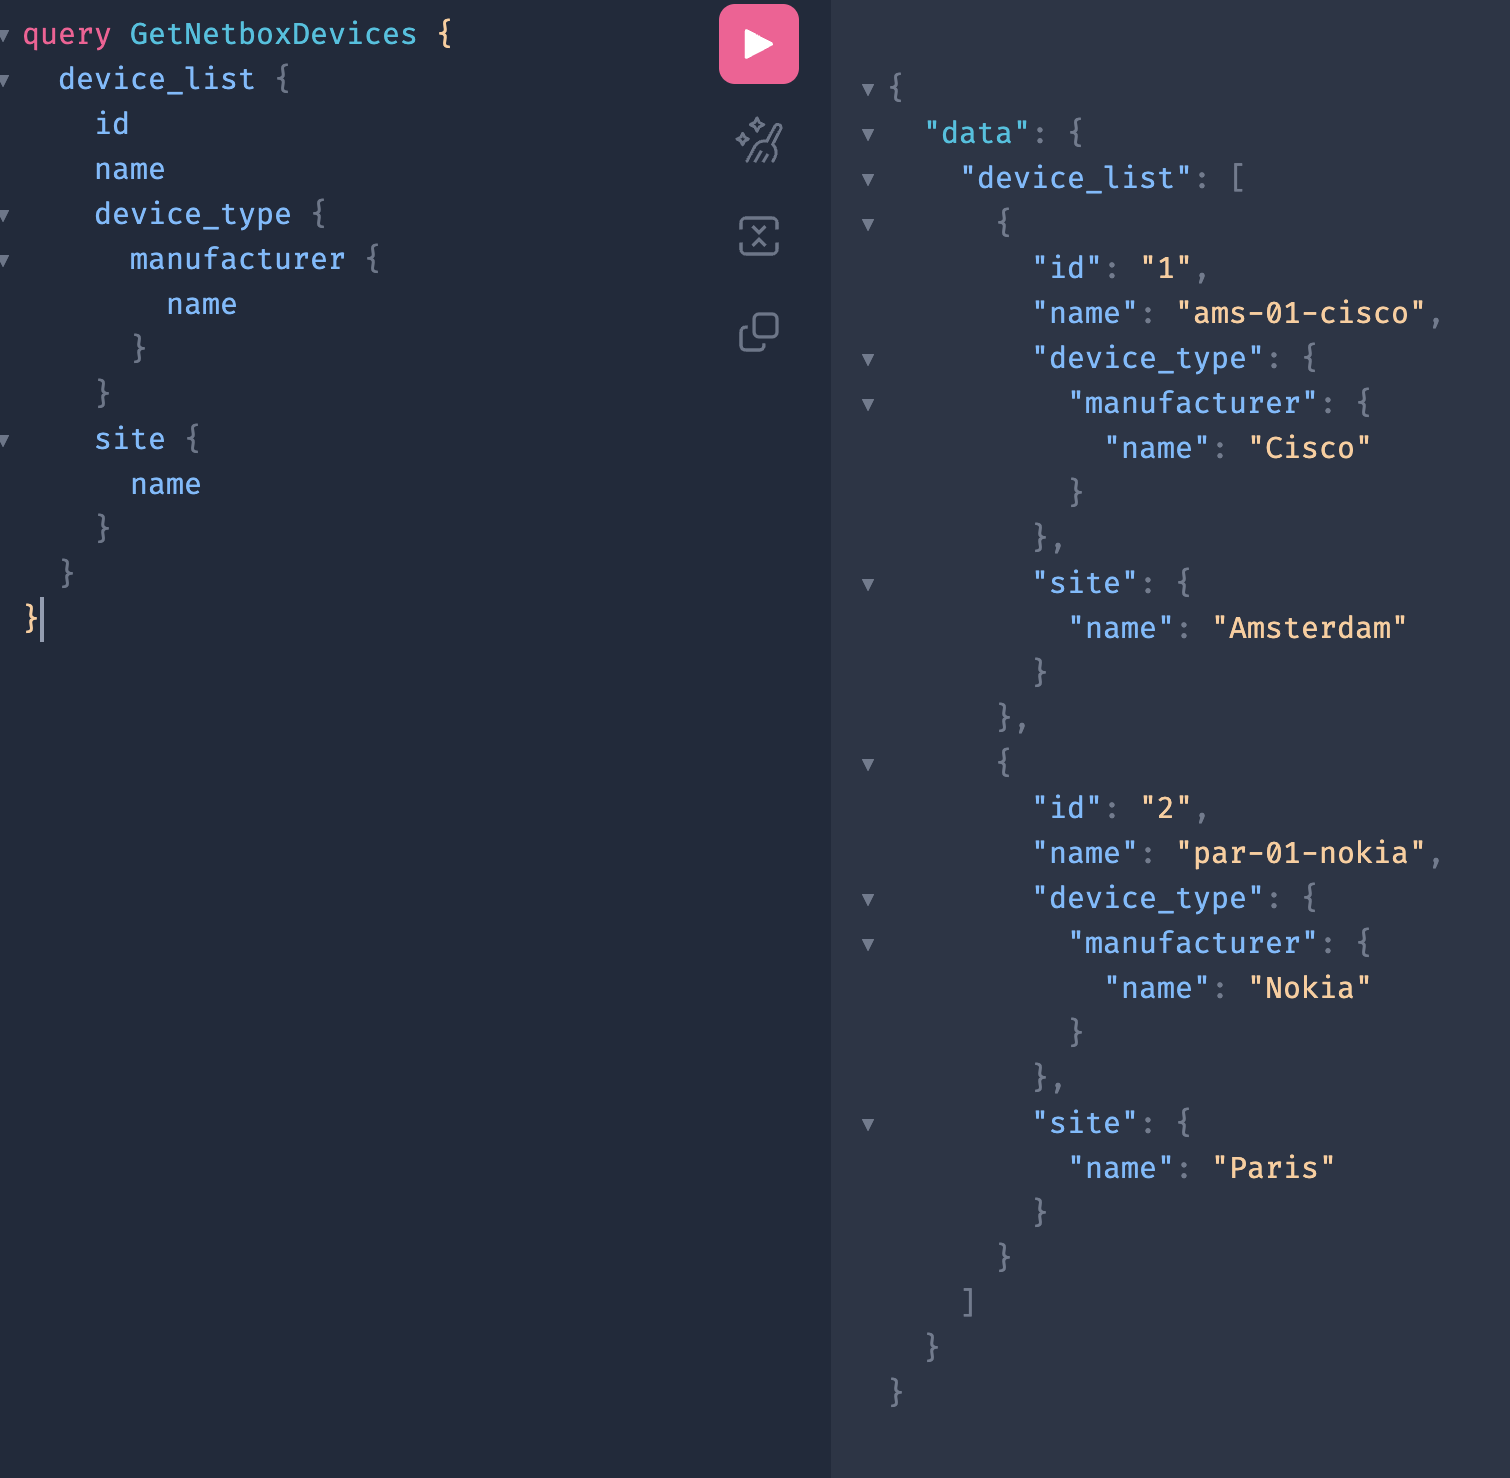 query GetNetboxDevices {
  device_list {
    id
    name
    device_type {
      manufacturer {
        name
      }
    }
    site {
      name
    }
  }
}
{
  "data": {
    "device_list": [
      {
        "id": "1",
        "name": "ams-01-cisco",
        "device_type": {
          "manufacturer": {
            "name": "Cisco"
          }
        },
        "site": {
          "name": "Amsterdam"
        }
      },
      {
        "id": "2",
        "name": "par-01-nokia",
        "device_type": {
          "manufacturer": {
            "name": "Nokia"
          }
        },
        "site": {
          "name": "Paris"
        }
      }
    ]
  }
}